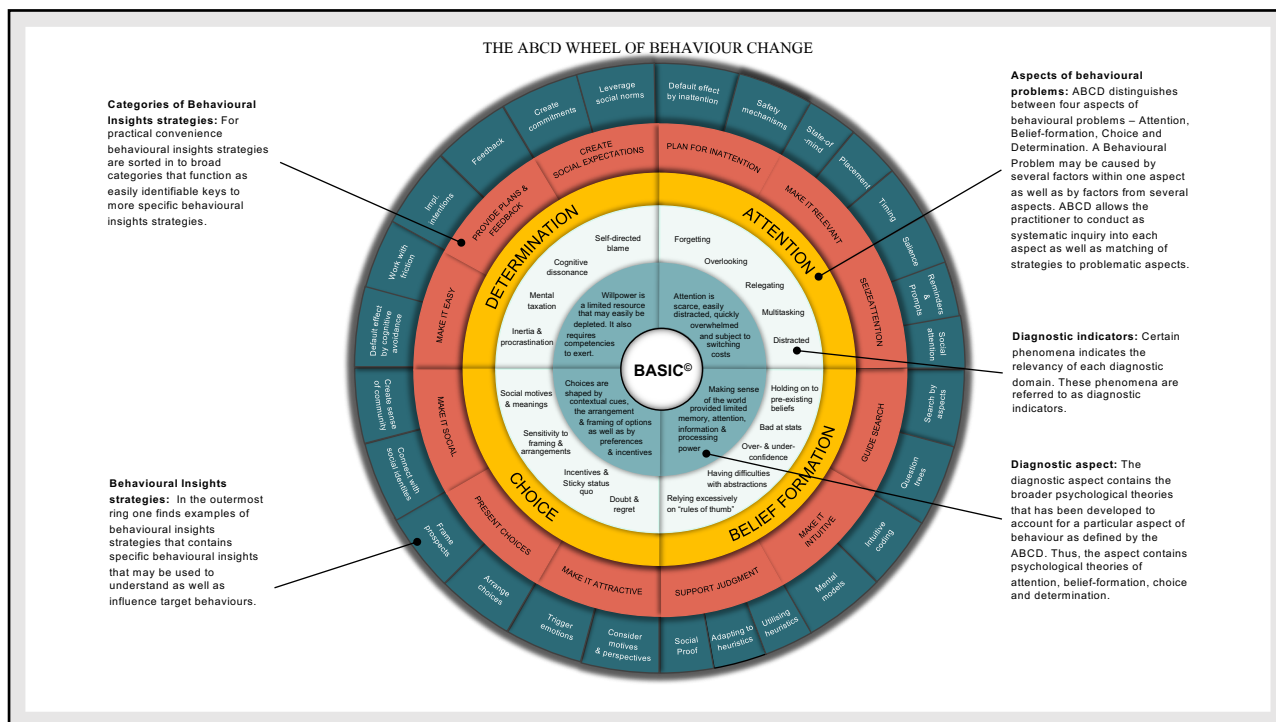 THE ABCD WHEEL OF BEHAVIOUR CHANGE
Categories of Behavioural
Insights strategies: For
practical convenience
behavioural insights strategies
are sorted in to broad
categories that function as
easily identifiable keys to
more specific behavioural
insights strategies.
Behavioural Insights
strategies: In the outermost
ring one finds examples of
behavioural insights
strategies that contains
specific behavioural insights
that may be used to
understand as well as
influence target behaviours.
Aspects of behavioural
problems: ABCD distinguishes
between four aspects of
behavioural problems – Attention,
Belief-formation, Choice and
Determination. A Behavioural
Problem may be caused by
several factors within one aspect
as well as by factors from several
aspects. ABCD allows the
practitioner to conduct as
systematic inquiry into each
aspect as well as matching of
strategies to problematic aspects.
Diagnostic indicators: Certain
phenomena indicates the
relevancy of each diagnostic
domain. These phenomena are
referred to as diagnostic
indicators.
Diagnostic aspect: The
diagnostic aspect contains the
broader psychological theories
that has been developed to
account for a particular aspect of
behaviour as defined by the
ABCD. Thus, the aspect contains
psychological theories of
attention, belief-formation, choice
and determination.
Default effect
by inattention
Safety
mechanisms
State-of
-mind
Placement
Timing
Salience
Reminders
&
Prompts
Social
attention
Search by
aspects
Question
trees
Intuitive
coding
Mental
models
Utilising
heuristics
Adapting to
heuristics
Social
Proof
Consider
motives
& perspectives
Trigger
emotions
Arrange
choices
Frame
prospects
Connect with
social identities
Create sense
of community
Default effect
by cognitive
avoidance
Work with
friction
Impl.
intentions
Feedback
Create
commitments
Leverage
social norms
PLAN FOR INATTENTION
MAKE IT RELEVANT
SEIZEATTENTION
GUIDE SEARCH
MAKE IT
INTUITIVE
SUPPORT JUDGMENT
MAKE IT ATTRACTIVE
PRESENT CHOICES
MAKE IT SOCIAL
MAKE IT EASY
PROVIDE PLANS &
FEEDBACK
CREATE
SOCIAL EXPECTATIONS
ATTENTION
BELIEF FORMATION
CHOICE
DETERMINATION
Forgetting
Overlooking
Relegating
Multitasking
Distracted
Holding on to
pre-existing
beliefs
Bad at stats
Over- & under-
confidence
Having difficulties
with abstractions
Relying excessively
on “rules of thumb”
Doubt &
regret
Incentives &
Sticky status
quo
Sensitivity to
framing &
arrangements
Social motives
& meanings
Inertia &
procrastination
Mental
taxation
Cognitive
dissonance
Self-directed
blame
Willpower is
a limited resource
that may easily be
depleted. It also
requires
competencies
to exert.
Attention is
scarce, easily
distracted, quickly
overwhelmed
and subject to
switching
costs
Choices are
shaped by
contextual cues,
the arrangement
& framing of options
as well as by
preferences
& incentives
Making sense
of the world
provided limited
memory, attention,
information &
processing
power
BASIC©